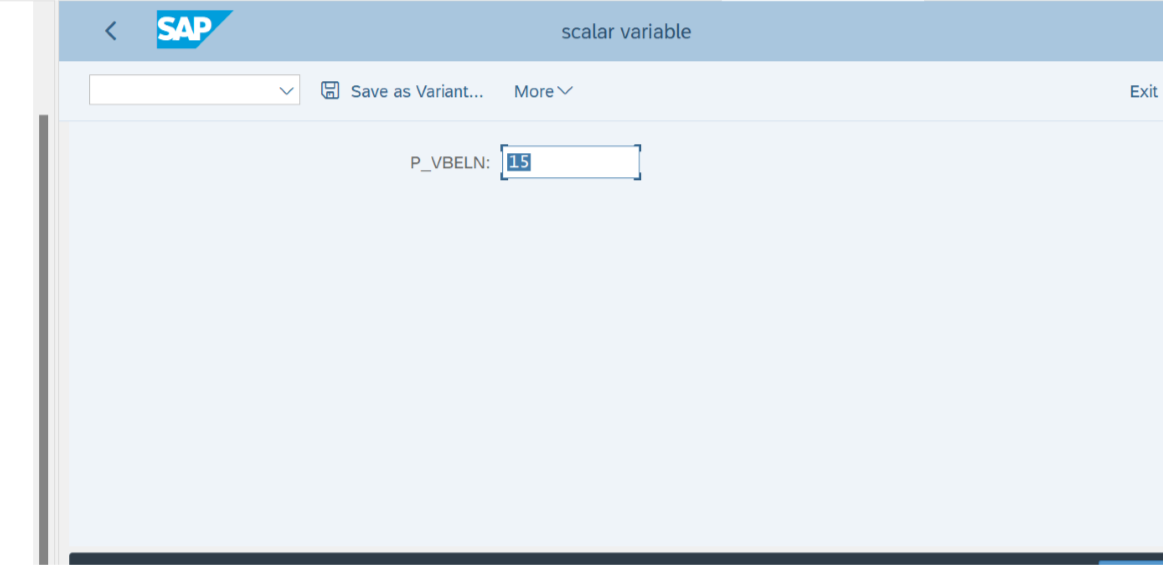 SAP scalar variable
Save as Variant... More Exit
P_VBELN: 15